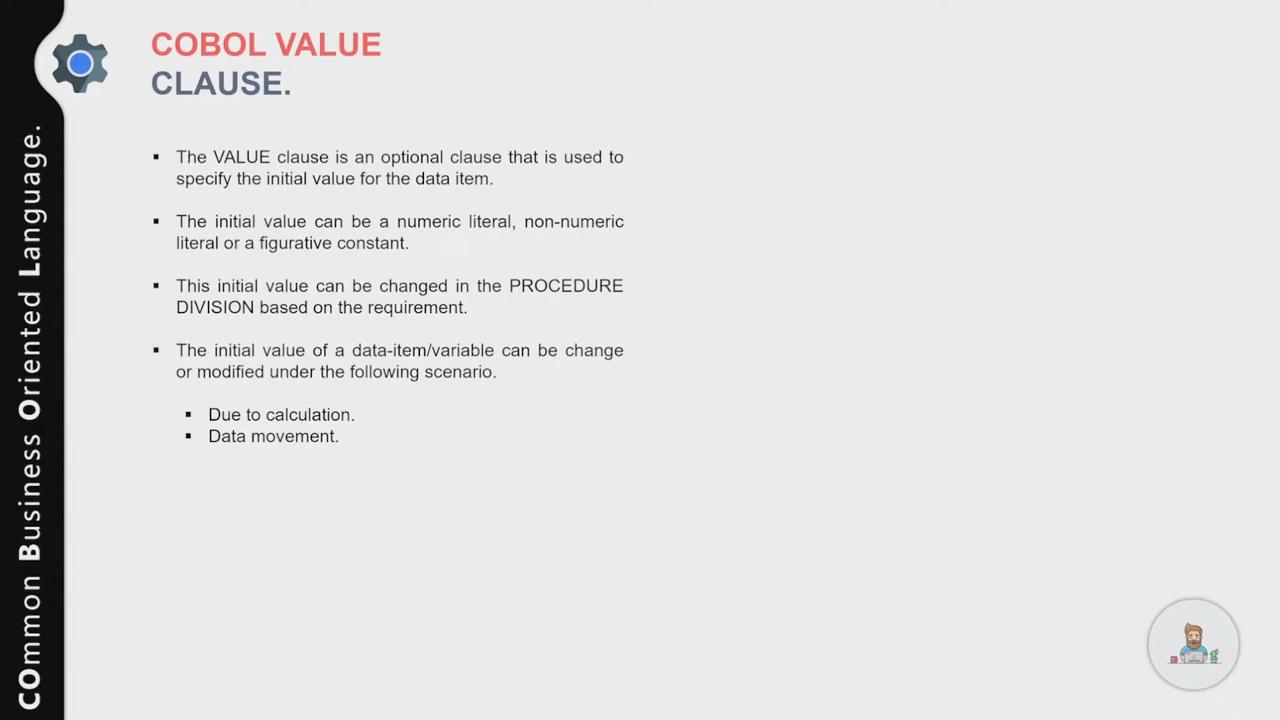 COBOL VALUE
CLAUSE.
▪ The VALUE clause is an optional clause that is used to
specify the initial value for the data item.
▪ The initial value can be a numeric literal, non-numeric
literal or a figurative constant.
▪ This initial value can be changed in the PROCEDURE
DIVISION based on the requirement.
▪ The initial value of a data-item/variable can be change
or modified under the following scenario.
▪ Due to calculation.
▪ Data movement.
COmmon Business Oriented Language.